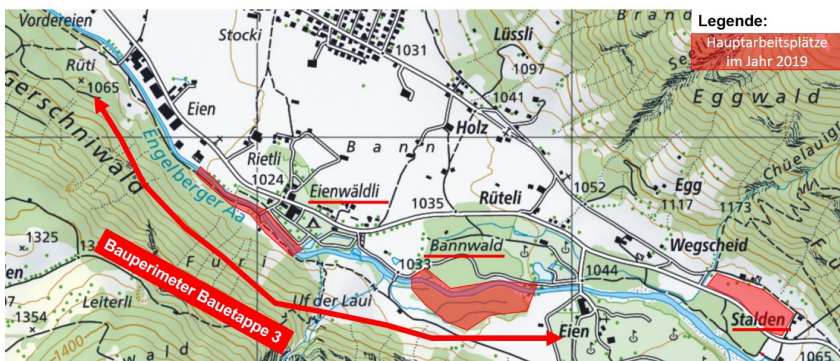 Vordereien
Stocki
1031
Lüssli
Brand
Legende:
Hauptarbeitsplätze
im Jahr 2019
Rüti
1065
1097
1041
Eggwald
Eien
Holz
Gerschniwald
Engelberger Aa
Rietli
Bann
1024
Eienwäldli
Rüteli
1052
Egg
1117
1173
Chüelauid
1035
Bannwald
Wegscheid
1325
Furi
1033
1044
Bauperimeter Bauetappe 3
Leiterli
Uf der Laui
Eien
Stalden
1354
1400
wald